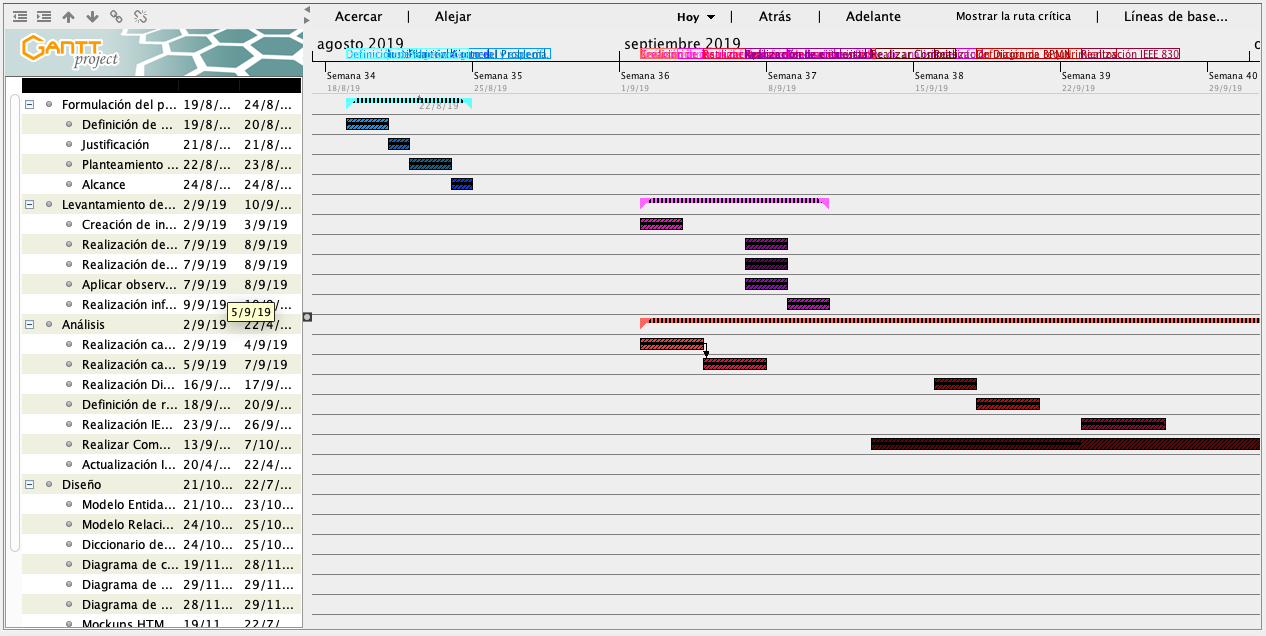 Acercar | Alejar
Hoy | Atrás | Adelante
Mostrar la ruta crítica | Líneas de base...
GANTT
project
agosto 2019
septiembre 2019
Realización IEE 830
Semana 34
Semana 35
Semana 36
Semana 37
Semana 38
Semana 39
Semana 40
18/8/19
25/8/19
1/9/19
8/9/19
15/9/19
22/9/19
29/9/19
22/8/19
Formulación del p... 19/8/... 24/8/...
Definición de ... 19/8/... 20/8/...
Justificación 21/8/... 21/8/...
Planteamiento ... 22/8/... 23/8/...
Alcance 24/8/... 24/8/...
Levantamiento de... 2/9/19 10/9/...
Creación de in... 2/9/19 3/9/19
Realización de... 7/9/19 8/9/19
Realización de... 7/9/19 8/9/19
Aplicar observ... 7/9/19 8/9/19
Realización inf... 9/9/19
5/9/19
Análisis 2/9/19 22/4/...
Realización ca... 2/9/19 4/9/19
Realización ca... 5/9/19 7/9/19
Realización Di... 16/9/... 17/9/...
Definición de r... 18/9/... 20/9/...
Realización IE... 23/9/... 26/9/...
Realizar Com... 13/9/... 7/10/...
Actualización I... 20/4/... 22/4/...
Diseño 21/10... 22/7/...
Modelo Entida... 21/10... 23/10...
Modelo Relaci... 24/10... 25/10...
Diccionario de... 24/10... 25/10...
Diagrama de c... 19/11... 28/11...
Diagrama de ... 29/11... 29/11...
Diagrama de ... 28/11... 29/11...
Mockups HTM... 19/11... 22/7/...